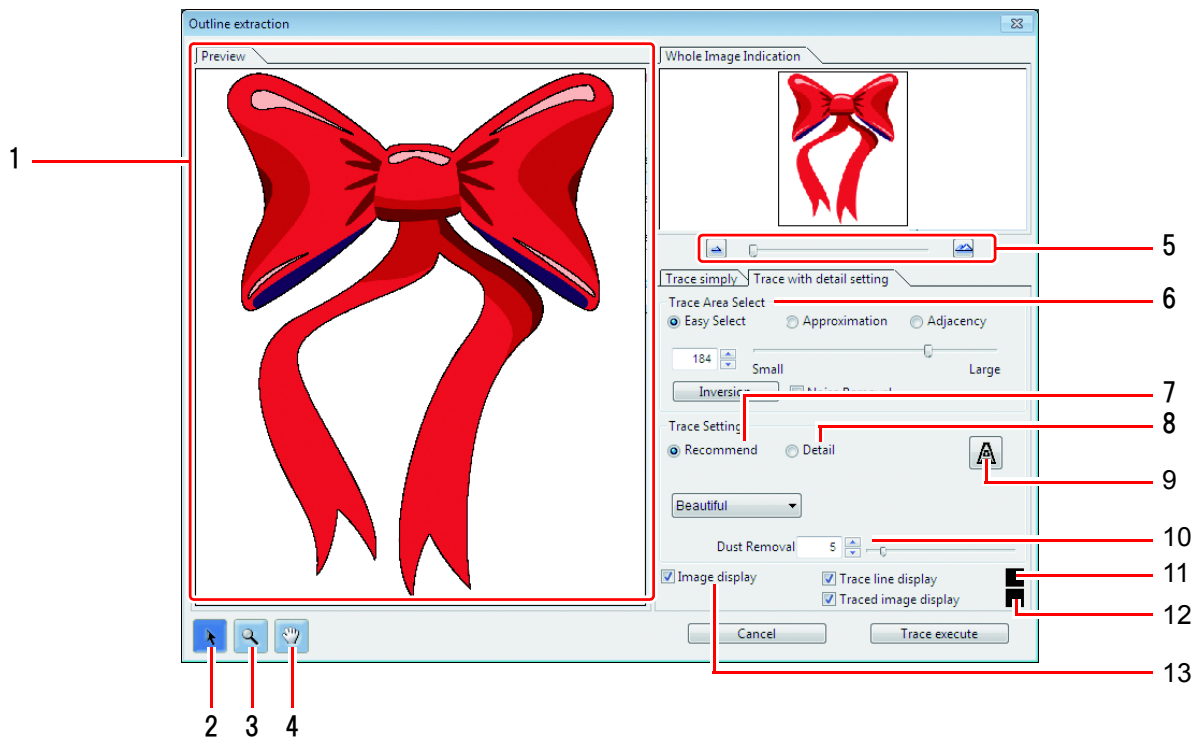 Outline extraction
Preview
Whole Image Indication
1
5
Trace simply Trace with detail setting
Trace Area Select
6
Easy Select Approximation Adjacency
184
Small Large
Inversion Noise Removal
7
Trace Setting
8
Recommend Detail
9
Beautiful
Dust Removal 5
10
Image display Trace line display
11
Traced image display
12
Cancel Trace execute
13
2 3 4